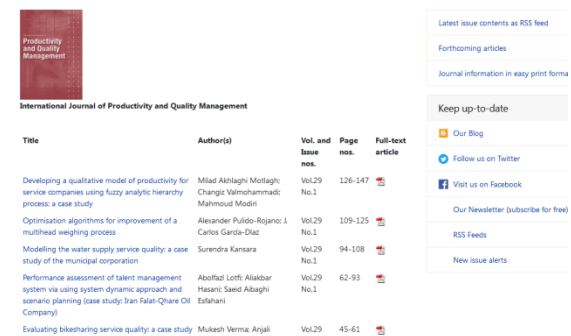 Productivity
and Quality
Management
International Journal of Productivity and Quality Management
Title
Author(s)
Vol. and
Issue
nos.
Page
nos.
Full-text
article
Developing a qualitative model of productivity for
service companies using fuzzy analytic hierarchy
process: a case study
Milad Akhlaghi Motlagh;
Changiz Valmohammadi;
Mahmoud Modiri
Vol.29
No.1
126-147
Optimisation algorithms for improvement of a
multihead weighing process
Alexander Pulido-Rojano; J.
Carlos García-Díaz
Vol.29
No.1
109-125
Modelling the water supply service quality: a case
study of the municipal corporation
Surendra Kansara
Vol.29
No.1
94-108
Performance assessment of talent management
system via using system dynamic approach and
scenario planning (case study: Iran Falat-Qhare Oil
Company)
Abolfazl Lotfi; Aliakbar
Hasani; Saeid Aibaghi
Esfahani
Vol.29
No.1
62-93
Evaluating bikesharing service quality: a case study
Mukesh Verma; Anjali
Vol.29
45-61
Latest issue contents as RSS feed
Forthcoming articles
Journal information in easy print forma
Keep up-to-date
Our Blog
Follow us on Twitter
Visit us on Facebook
Our Newsletter (subscribe for free)
RSS Feeds
New issue alerts